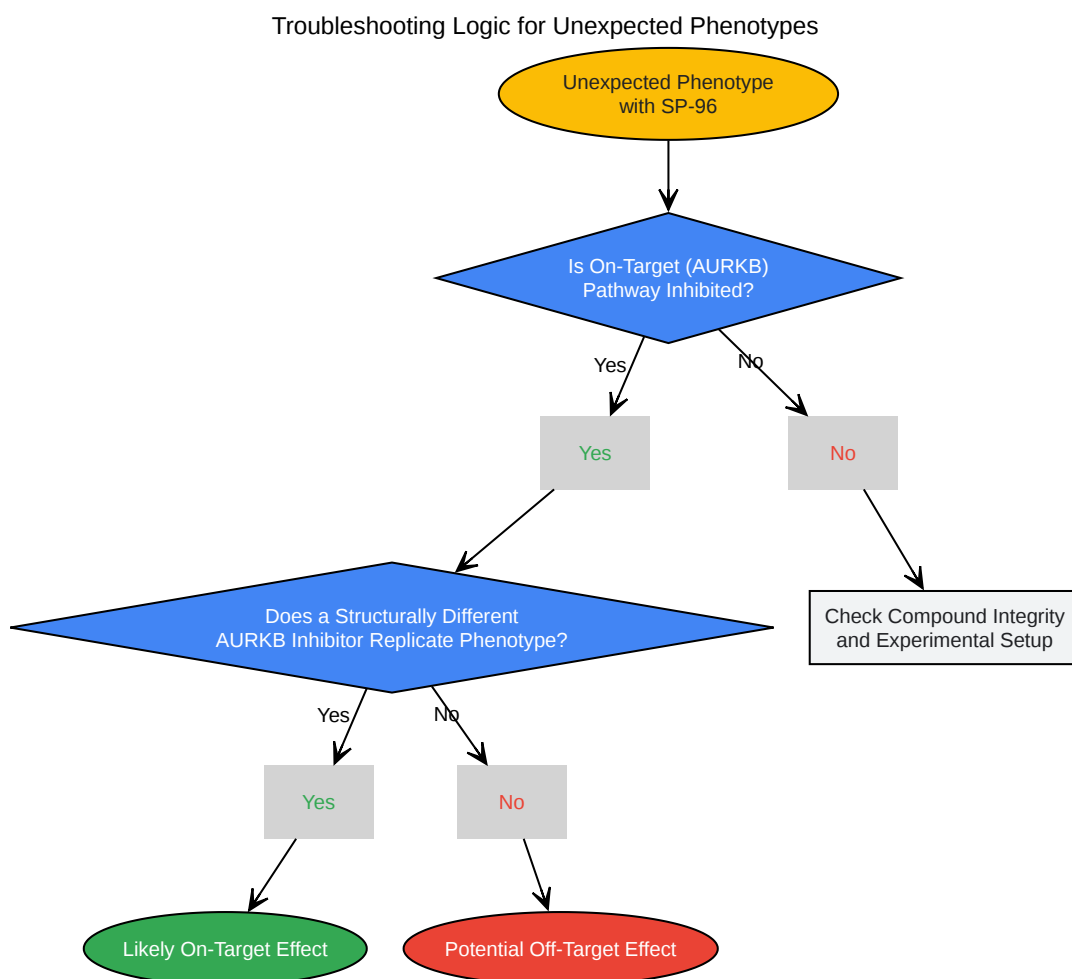 Troubleshooting Logic for Unexpected Phenotypes
Unexpected Phenotype
with SP-96
Is On-Target (AURKB)
Pathway Inhibited?
Yes
No
Yes
No
Does a Structurally Different
AURKB Inhibitor Replicate Phenotype?
Check Compound Integrity
and Experimental Setup
Yes
No
Yes
No
Likely On-Target Effect
Potential Off-Target Effect